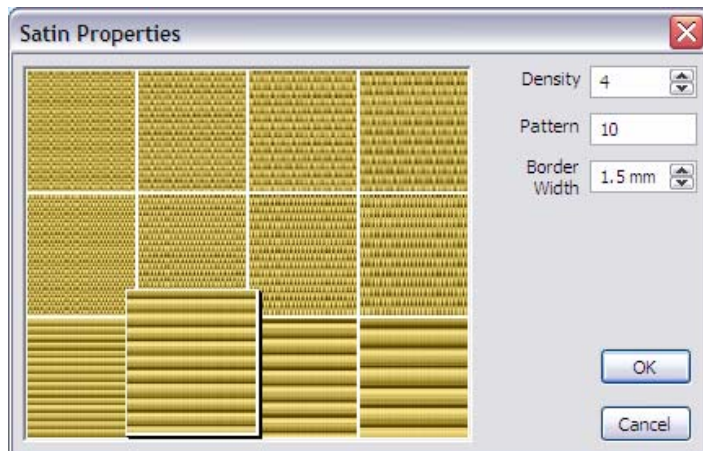 Satin Properties
Density 4
Pattern 10
Border
Width 1.5 mm
OK
Cancel